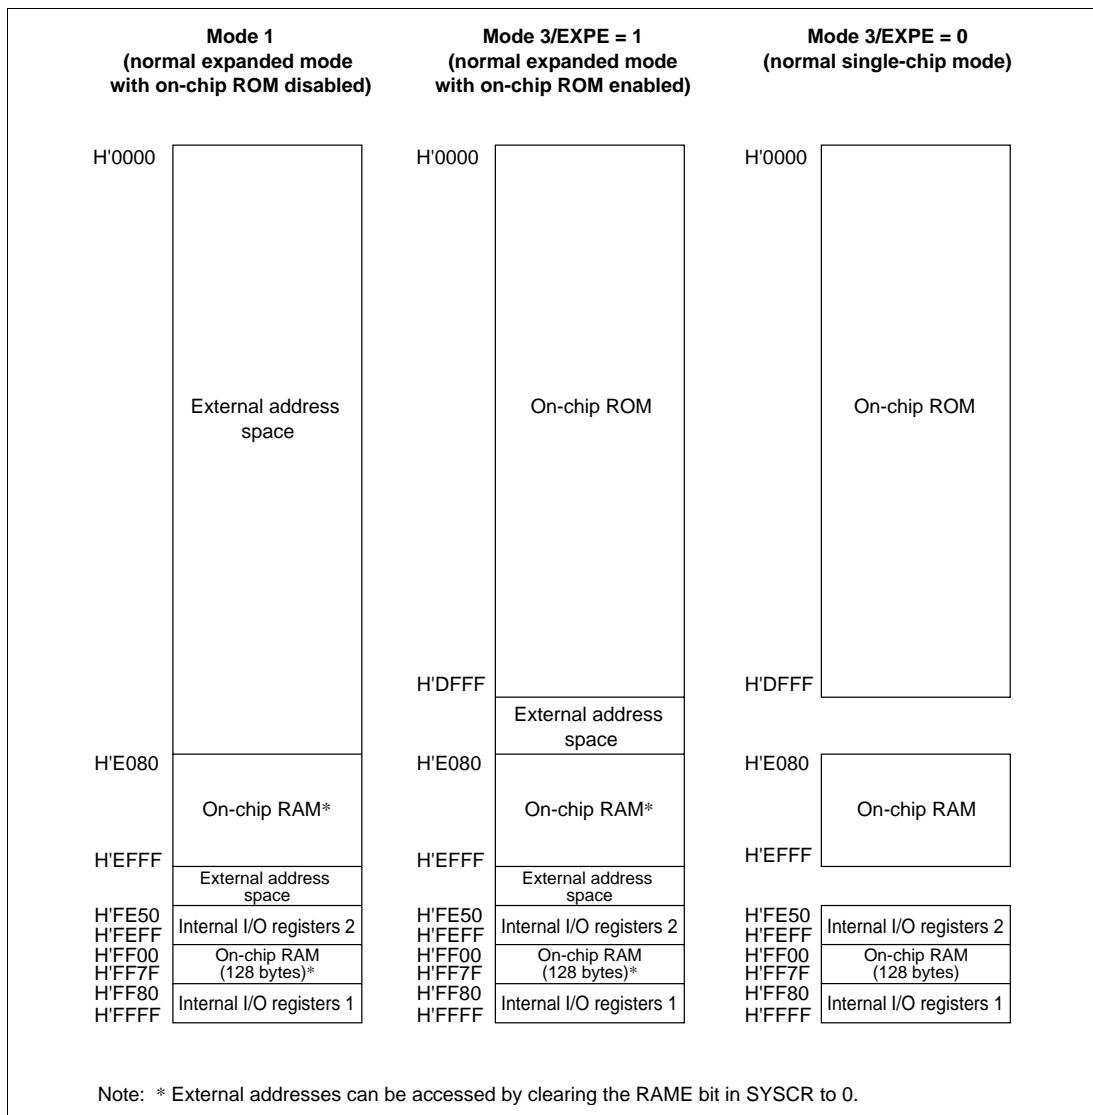 Mode 1
(normal expanded mode
with on-chip ROM disabled)
H'0000
External address
space
H'E080
On-chip RAM*
H'EFFF
External address
space
H'FE50
Internal I/O registers 2
H'FEFF
H'FF00
On-chip RAM
(128 bytes)*
H'FF7F
H'FF80
Internal I/O registers 1
H'FFFF
Mode 3/EXPE = 1
(normal expanded mode
with on-chip ROM enabled)
H'0000
On-chip ROM
H'DFFF
External address
space
H'E080
On-chip RAM*
H'EFFF
External address
space
H'FE50
Internal I/O registers 2
H'FEFF
H'FF00
On-chip RAM
(128 bytes)*
H'FF7F
H'FF80
Internal I/O registers 1
H'FFFF
Mode 3/EXPE = 0
(normal single-chip mode)
H'0000
On-chip ROM
H'DFFF
H'E080
On-chip RAM
H'EFFF
H'FE50
Internal I/O registers 2
H'FEFF
H'FF00
On-chip RAM
(128 bytes)
H'FF7F
H'FF80
Internal I/O registers 1
H'FFFF
Note: * External addresses can be accessed by clearing the RAME bit in SYSCR to 0.